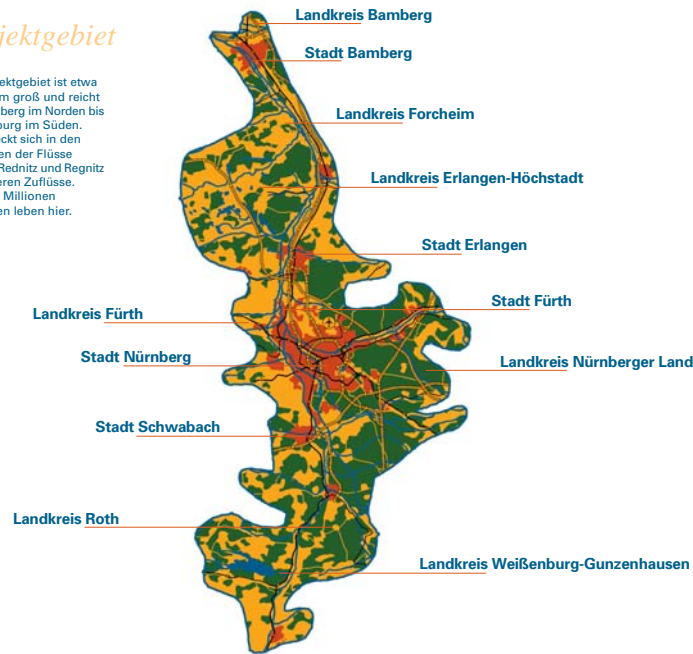 jektgebiet
jektgebiet ist etwa
m groß und reicht
berg im Norden bis
burg im Süden.
eckt sich in den
en der Flüsse
Rednitz und Regnitz
eren Zuflüsse.
Millionen
en leben hier.
Landkreis Bamberg
Stadt Bamberg
Landkreis Forcheim
Landkreis Erlangen-Höchstadt
Stadt Erlangen
Stadt Fürth
Landkreis Fürth
Stadt Nürnberg
Landkreis Nürnberger Land
Stadt Schwabach
Landkreis Roth
Landkreis Weißenburg-Gunzenhausen